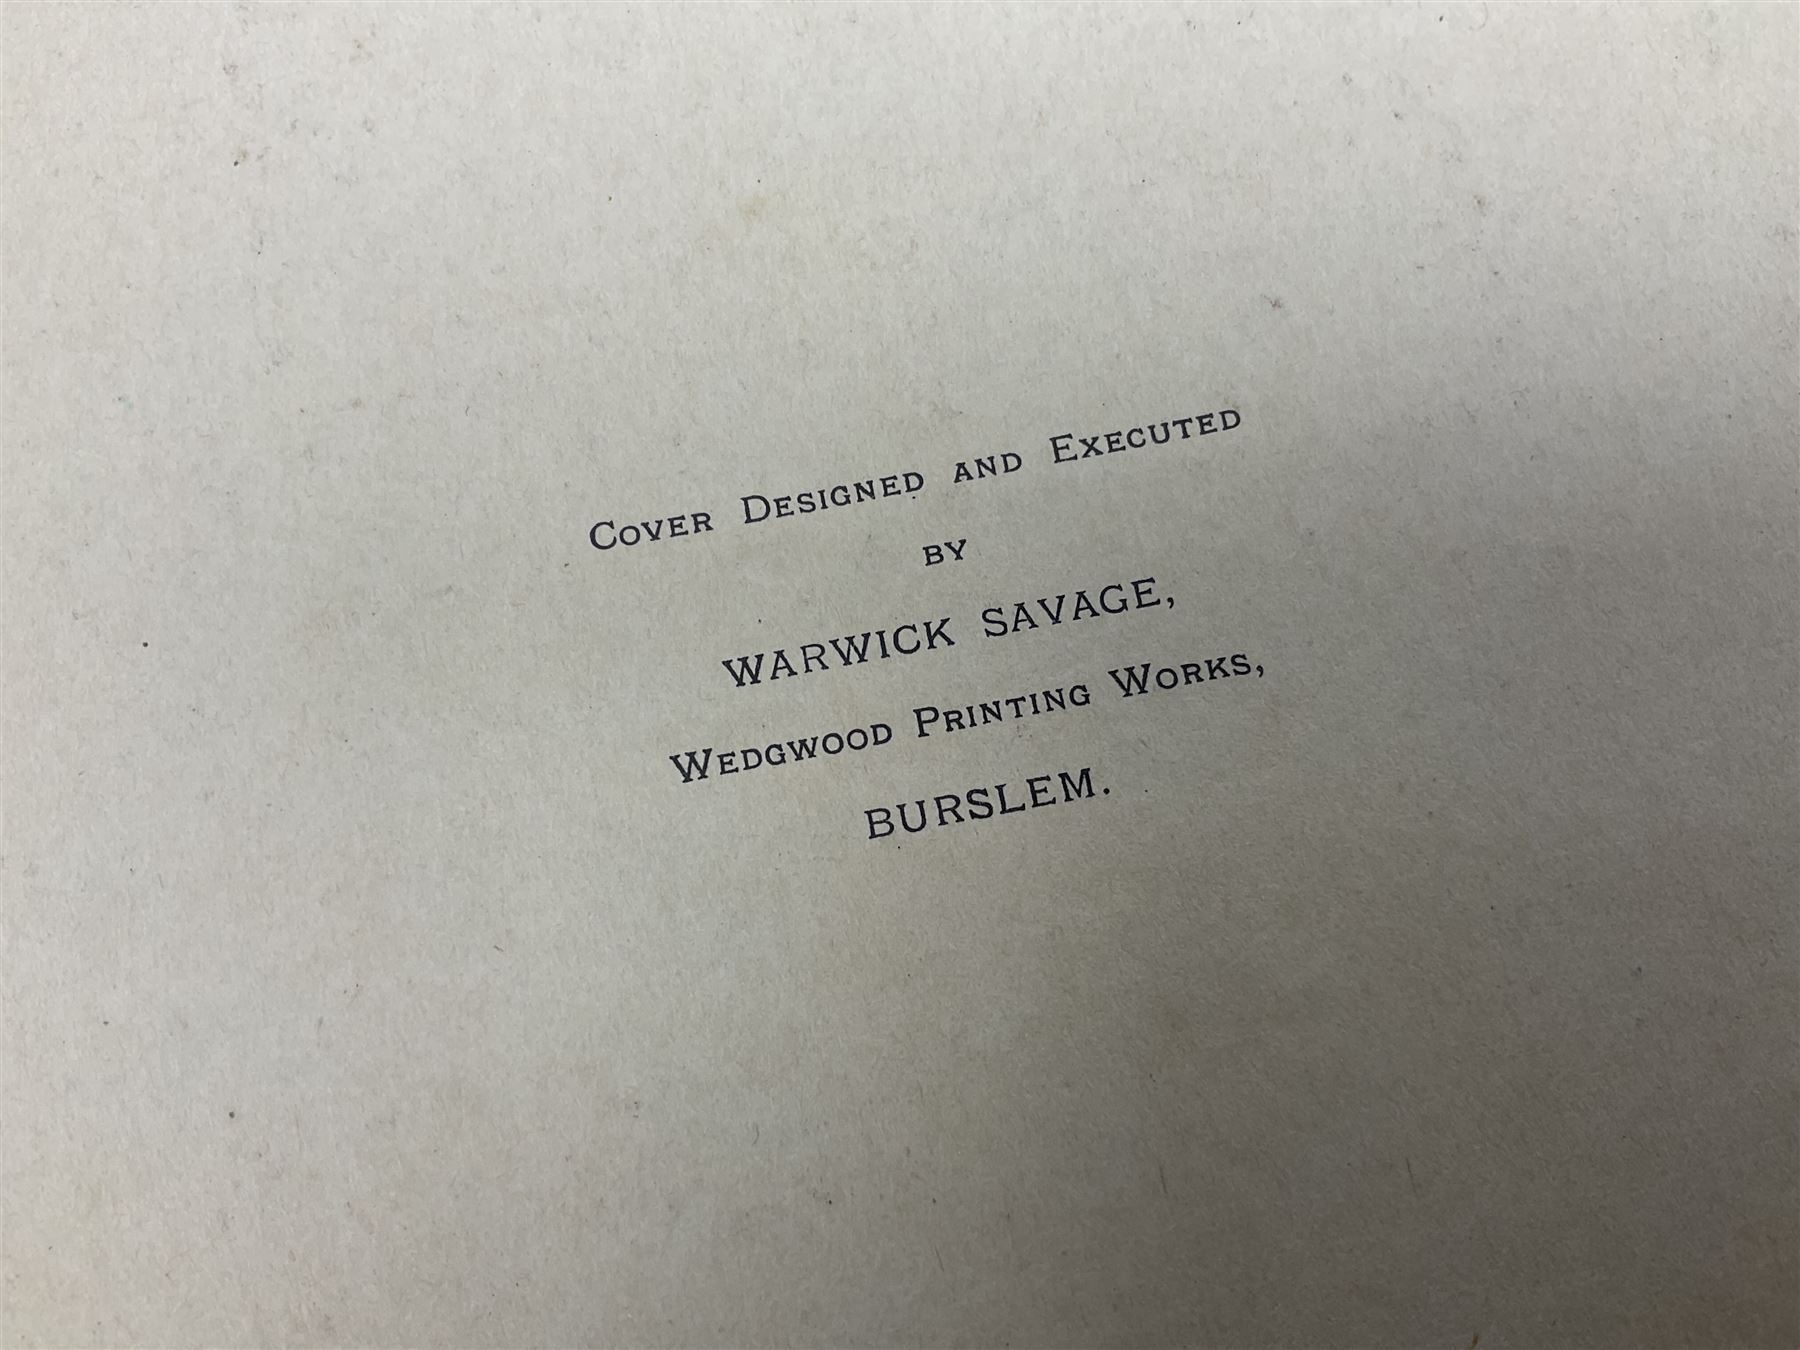 Cover Designed and Executed
by
WARWICK SAVAGE,
Wedgwood Printing Works,
BURSLEM.